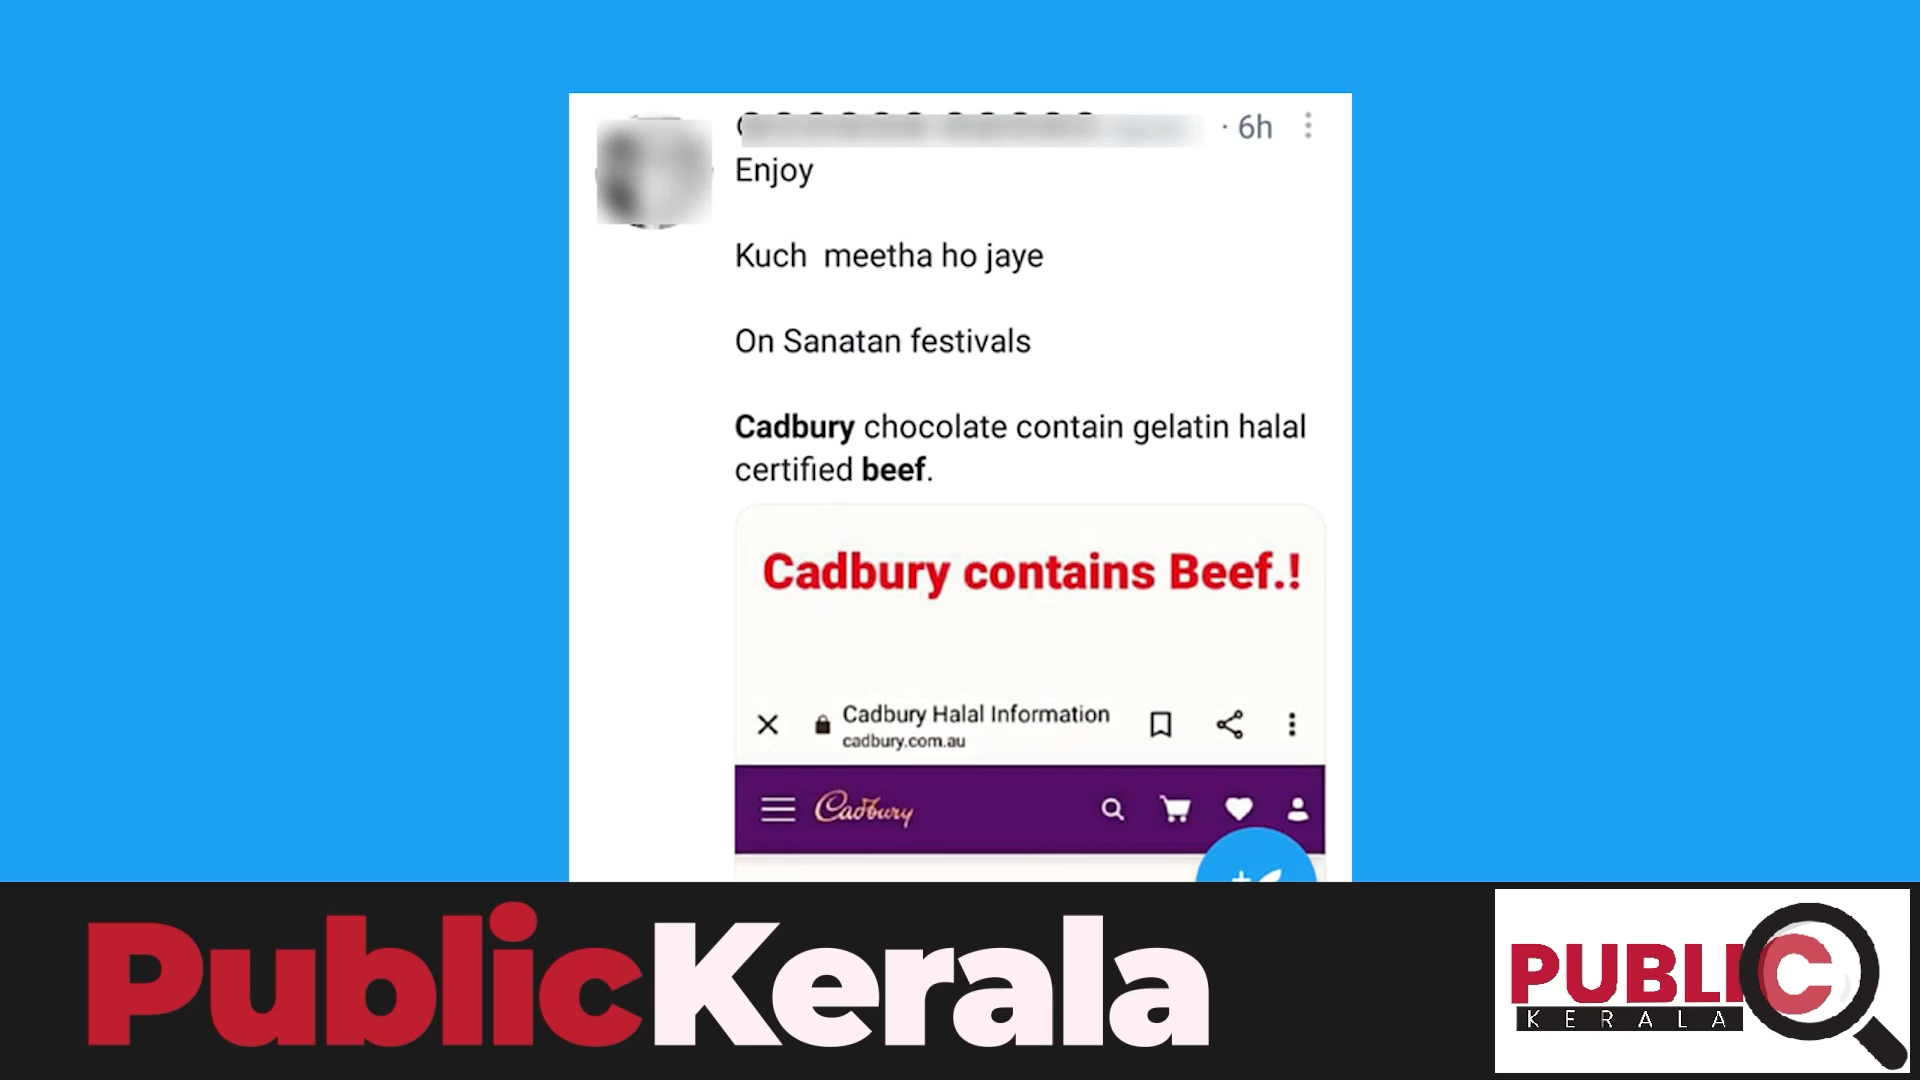 · 6h
Enjoy
Kuch meetha ho jaye
On Sanatan festivals
Cadbury chocolate contain gelatin halal
certified beef.
Cadbury contains Beef.!
Cadbury Halal Information
cadbury.com.au
Cadbury
PublicKerala
PUBLIC
KERALA